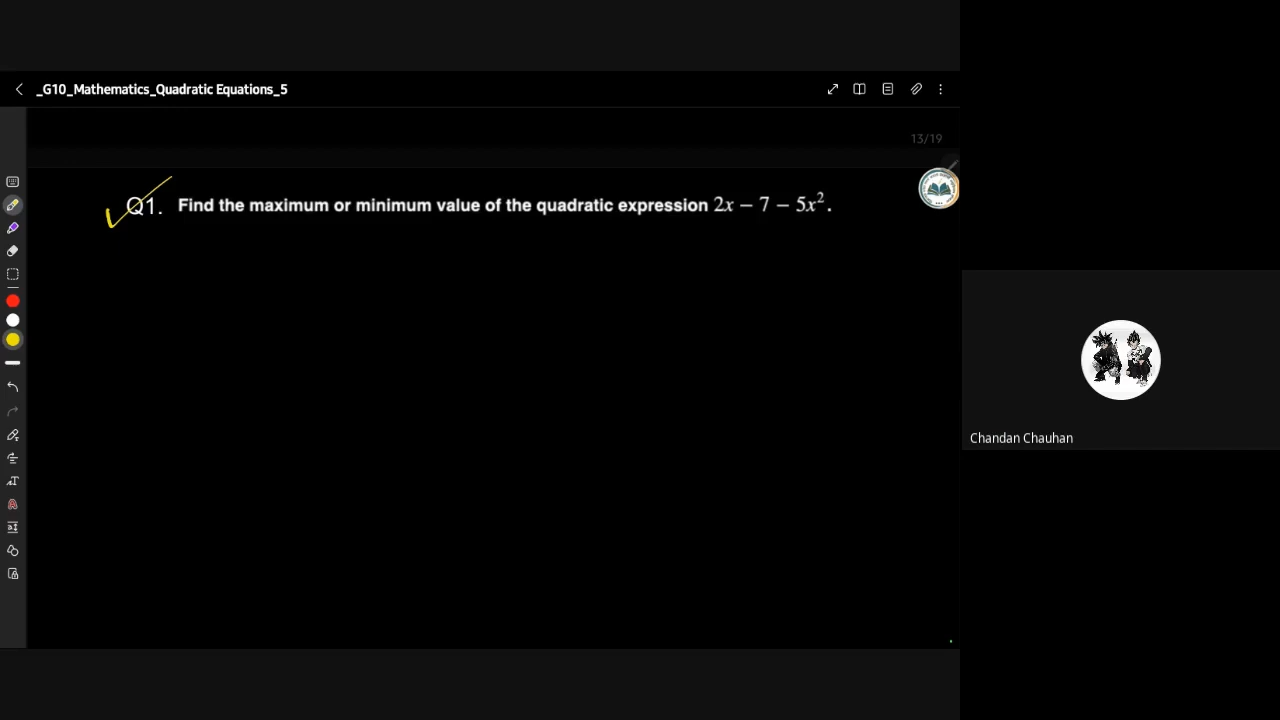 _G10_Mathematics_Quadratic Equations_5
13/19
Q1. Find the maximum or minimum value of the quadratic expression 2x − 7 − 5x².
Chandan Chauhan